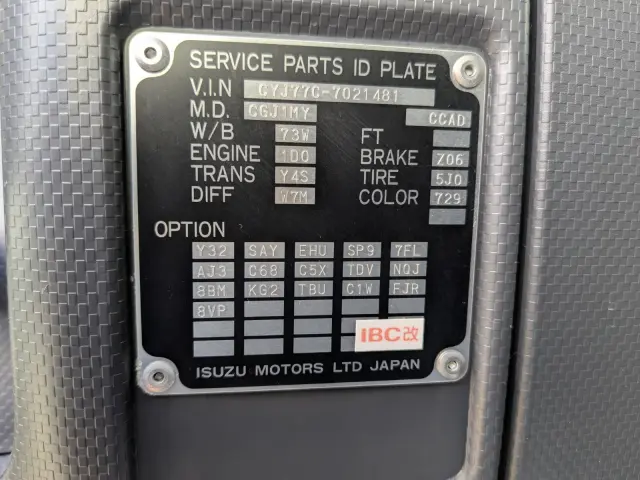 SERVICE PARTS ID PLATE
V.I.N CYJ77C-7021481
M.D. CGJ1MY CCAD
W/B 73W FT
ENGINE 1D0 BRAKE Z06
TRANS Y4S TIRE 5J0
DIFF W7M COLOR 729
OPTION
Y32 SAY EHU SP9 7FL
AJ3 C68 C5X TDV NQJ
8BM KG2 TBU C1W FJR
8VP
IBC改
ISUZU MOTORS LTD JAPAN